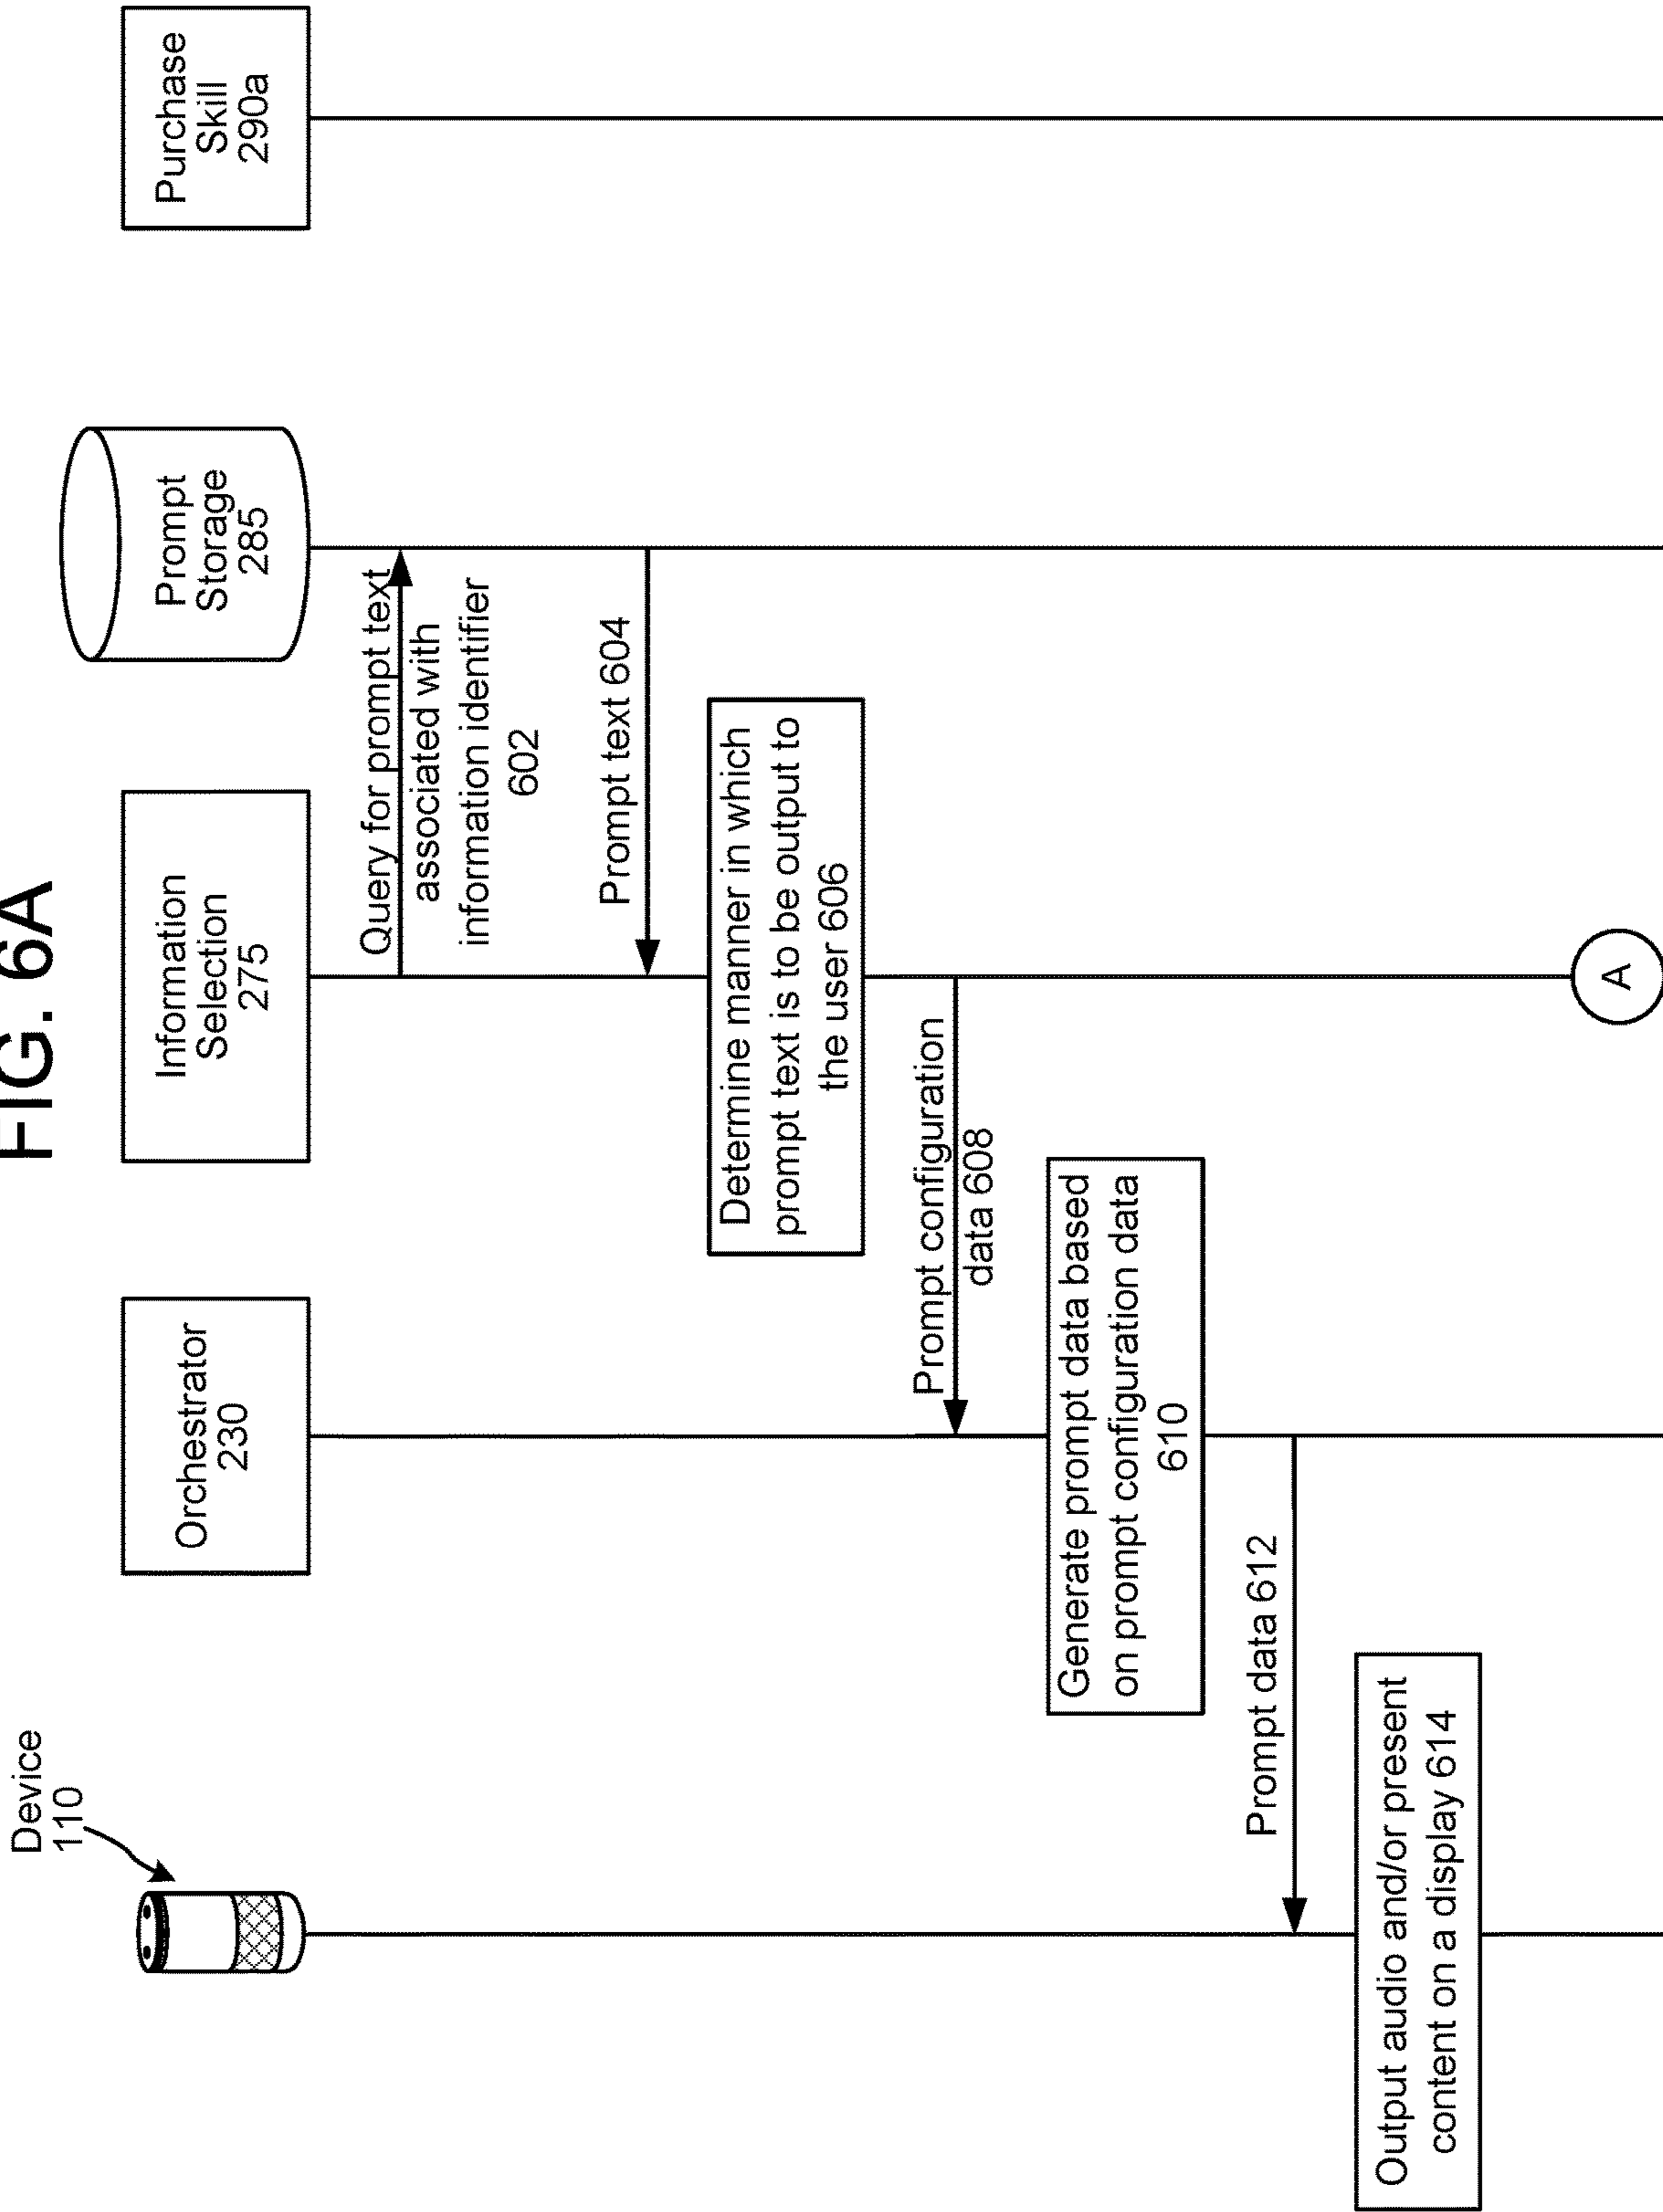 FIG. 6A
Device
110
Orchestrator
230
Information
Selection
275
Prompt
Storage
285
Purchase
Skill
290a
Query for prompt text
associated with
information identifier
602
Prompt text 604
Determine manner in which
prompt text is to be output to
the user 606
Prompt configuration
data 608
Generate prompt data based
on prompt configuration data
610
Prompt data 612
Output audio and/or present
content on a display 614
A